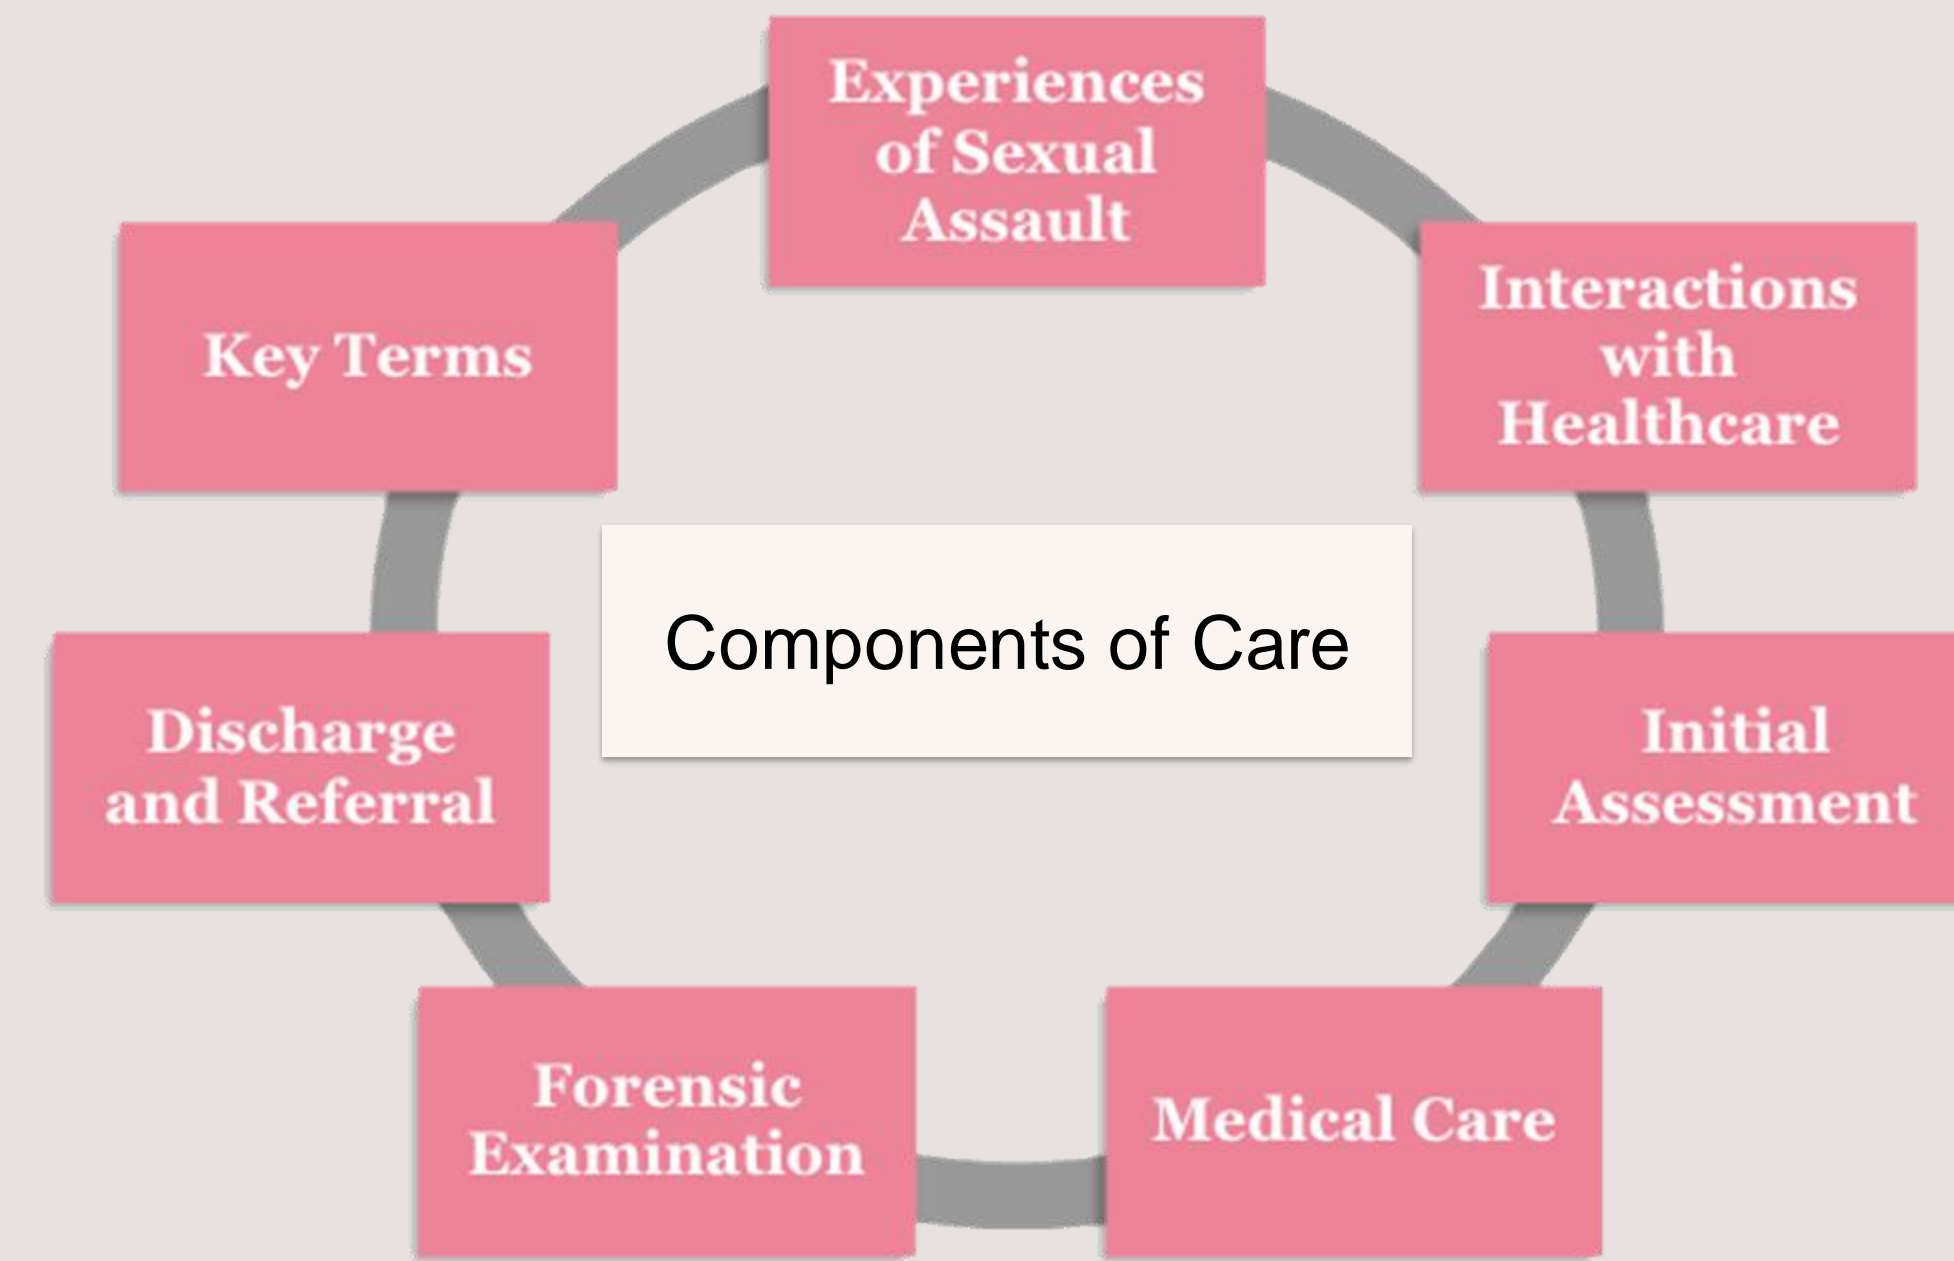 Experiences
of Sexual
Assault
Key Terms
Interactions
with
Healthcare
Components of Care
Discharge
and Referral
Initial
Assessment
Forensic
Examination
Medical Care